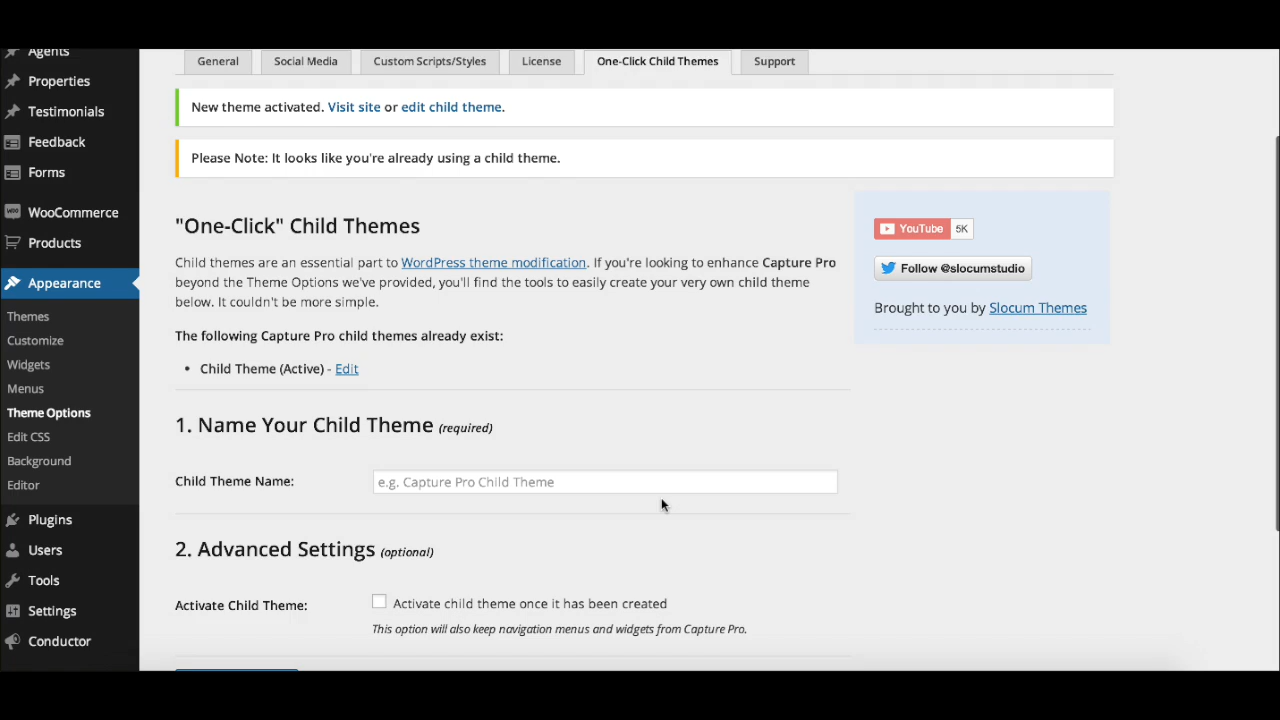 Agents
Properties
Testimonials
Feedback
Forms
WooCommerce
Products
Appearance
Themes
Customize
Widgets
Menus
Theme Options
Edit CSS
Background
Editor
Plugins
Users
Tools
Settings
Conductor
General
Social Media
Custom Scripts/Styles
License
One-Click Child Themes
Support
New theme activated. Visit site or edit child theme.
Please Note: It looks like you're already using a child theme.
"One-Click" Child Themes
Child themes are an essential part to WordPress theme modification. If you're looking to enhance Capture Pro
beyond the Theme Options we've provided, you'll find the tools to easily create your very own child theme
below. It couldn't be more simple.
The following Capture Pro child themes already exist:
• Child Theme (Active) - Edit
1. Name Your Child Theme (required)
Child Theme Name:
e.g. Capture Pro Child Theme
2. Advanced Settings (optional)
Activate Child Theme:
Activate child theme once it has been created
This option will also keep navigation menus and widgets from Capture Pro.
YouTube 5K
Follow @slocumstudio
Brought to you by Slocum Themes